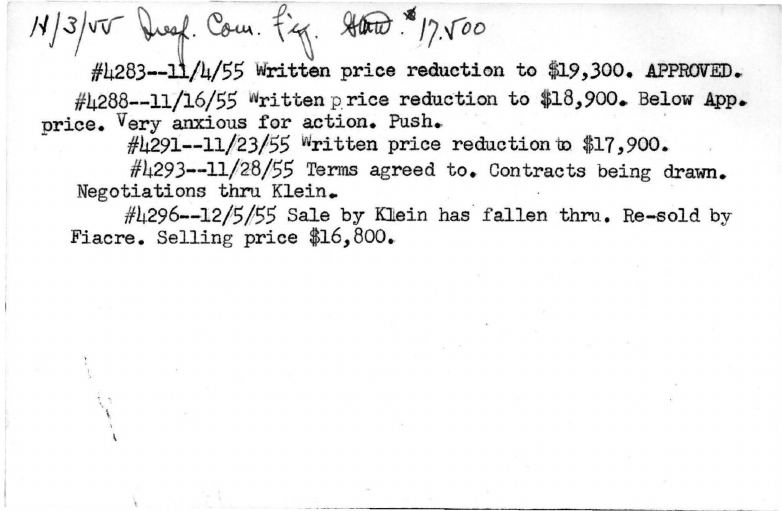 11/3/55 Com. Fig. $17.500
#4283--11/4/55 Written price reduction to $19,300. APPROVED.
#4288--11/16/55 Written price reduction to $18,900. Below App.
price. Very anxious for action. Push.
#4291--11/23/55 Written price reduction to $17,900.
#4293--11/28/55 Terms agreed to. Contracts being drawn.
Negotiations thru Klein.
#4296--12/5/55 Sale by Klein has fallen thru. Re-sold by
Fiacre. Selling price $16,800.